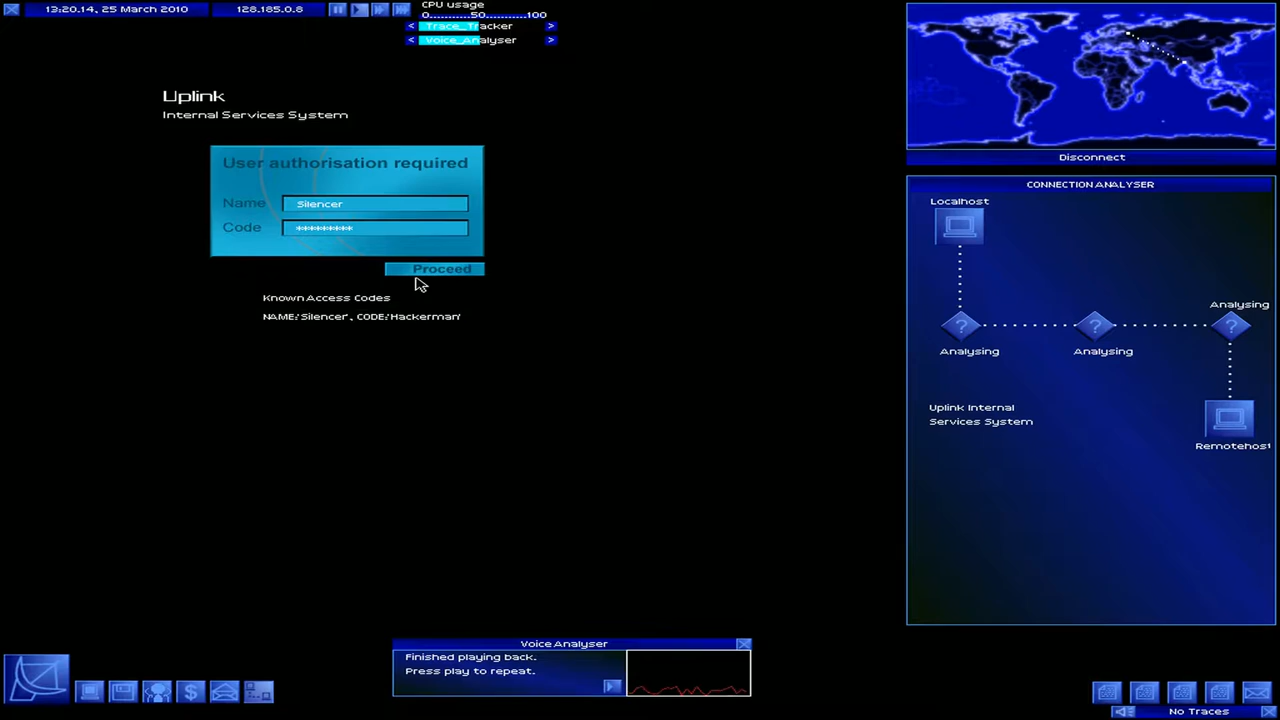 13:20.14, 25 March 2010
128.185.0.8
CPU usage
0...........50...........100
Trace_Tracker
Voice_Analyser
Uplink
Internal Services System
User authorisation required
Name
Silencer
Code
*********
Proceed
Known Access Codes
NAME:'Silencer', CODE:'Hackerman'
Disconnect
CONNECTION ANALYSER
Localhost
Analysing
? ? ?
Analysing
Analysing
Uplink Internal
Services System
Remotehost
Voice Analyser
Finished playing back.
Press play to repeat.
No Traces